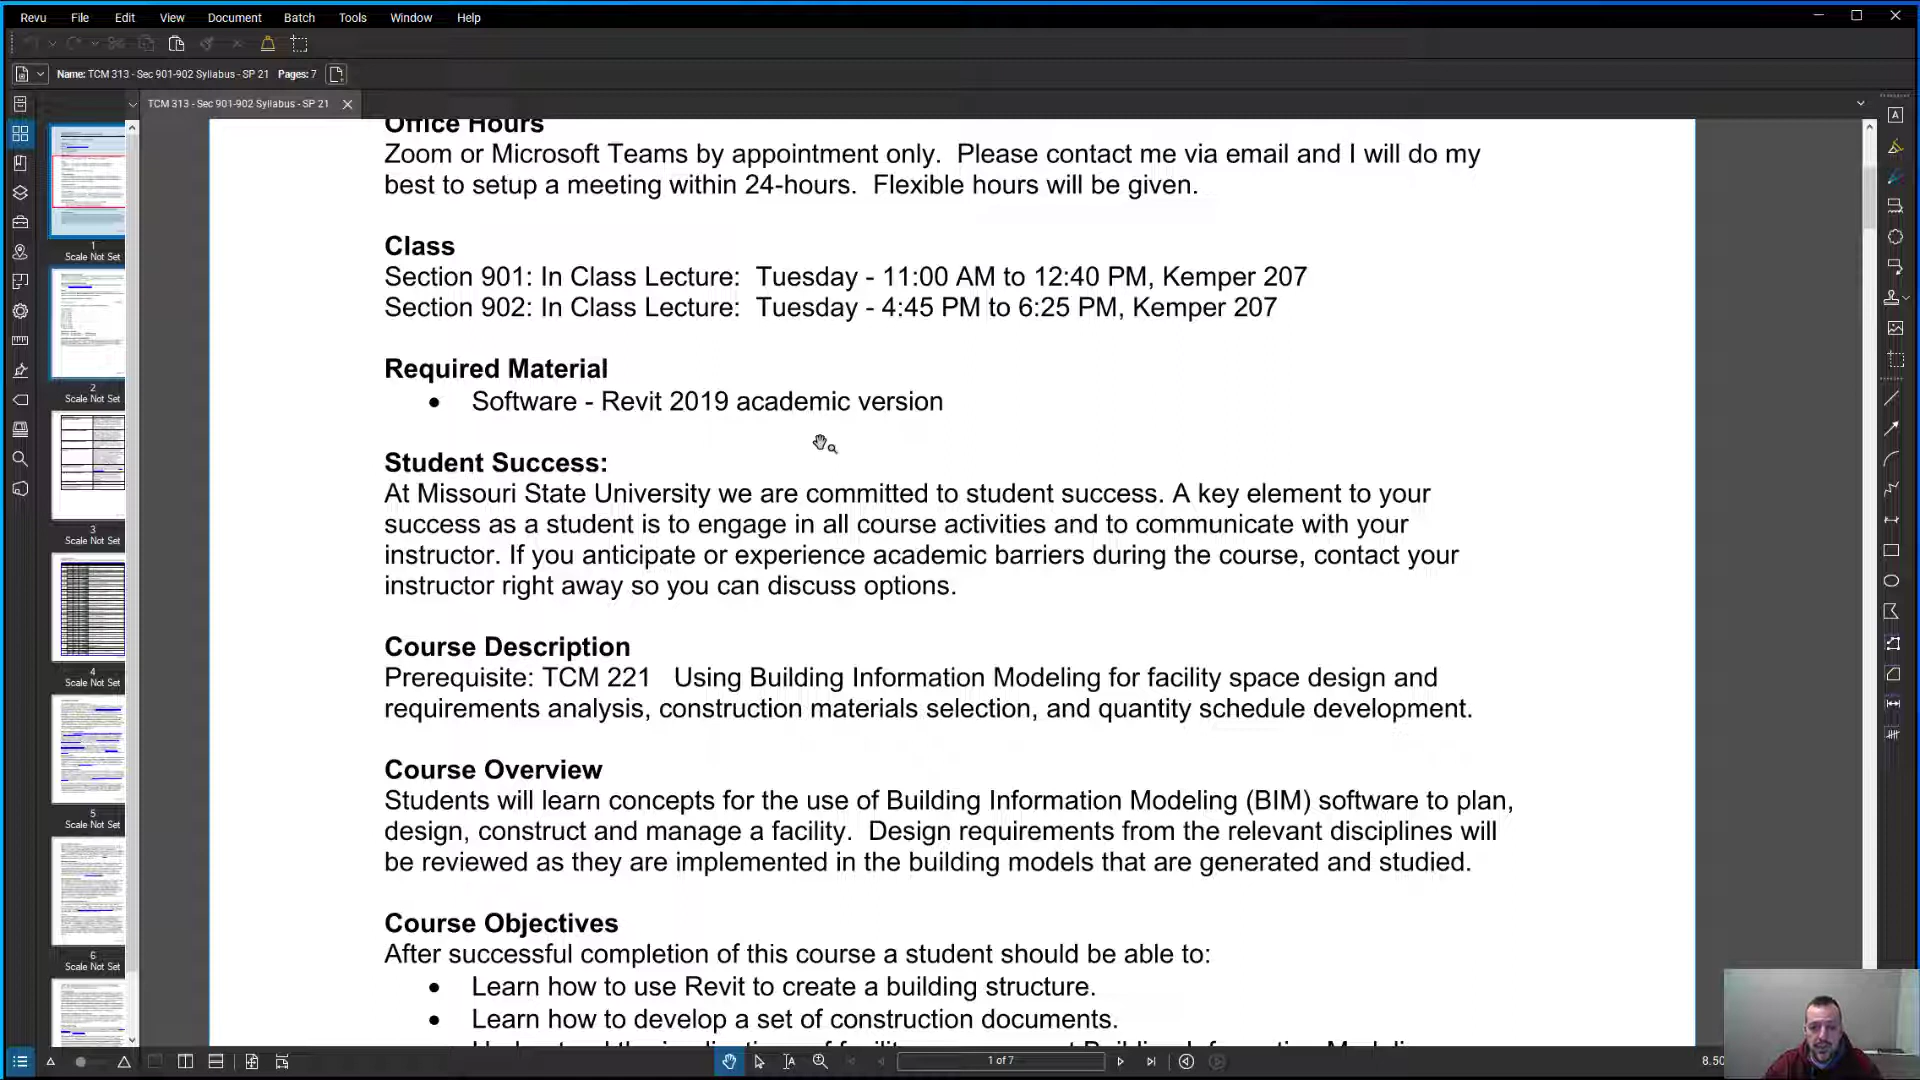 Revu File Edit View Document Batch Tools Window Help
Name: TCM 313 - Sec 901-902 Syllabus - SP 21 Pages: 7
TCM 313 - Sec 901-902 Syllabus - SP 21
Office Hours
Zoom or Microsoft Teams by appointment only. Please contact me via email and I will do my
best to setup a meeting within 24-hours. Flexible hours will be given.
Class
Section 901: In Class Lecture: Tuesday - 11:00 AM to 12:40 PM, Kemper 207
Section 902: In Class Lecture: Tuesday - 4:45 PM to 6:25 PM, Kemper 207
Required Material
• Software - Revit 2019 academic version
Student Success:
At Missouri State University we are committed to student success. A key element to your
success as a student is to engage in all course activities and to communicate with your
instructor. If you anticipate or experience academic barriers during the course, contact your
instructor right away so you can discuss options.
Course Description
Prerequisite: TCM 221 Using Building Information Modeling for facility space design and
requirements analysis, construction materials selection, and quantity schedule development.
Course Overview
Students will learn concepts for the use of Building Information Modeling (BIM) software to plan,
design, construct and manage a facility. Design requirements from the relevant disciplines will
be reviewed as they are implemented in the building models that are generated and studied.
Course Objectives
After successful completion of this course a student should be able to:
• Learn how to use Revit to create a building structure.
• Learn how to develop a set of construction documents.
1
Scale Not Set
2
Scale Not Set
3
Scale Not Set
4
Scale Not Set
5
Scale Not Set
6
Scale Not Set
1 of 7
8.50